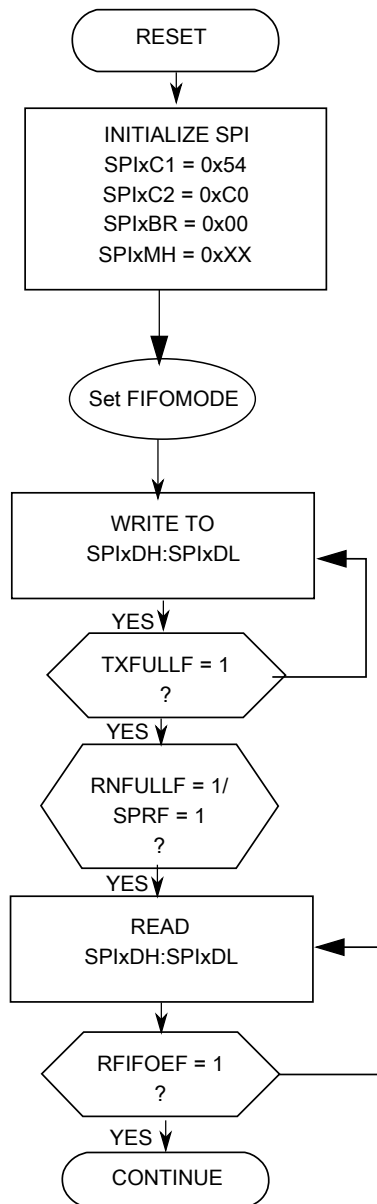 RESET
INITIALIZE SPI
SPIxC1 = 0x54
SPIxC2 = 0xC0
SPIxBR = 0x00
SPIxMH = 0xXX
Set FIFOMODE
WRITE TO
SPIxDH:SPIxDL
YES
TXFULLF = 1
?
YES
RNFULLF = 1/
SPRF = 1
?
YES
READ
SPIxDH:SPIxDL
RFIFOEF = 1
?
YES
CONTINUE